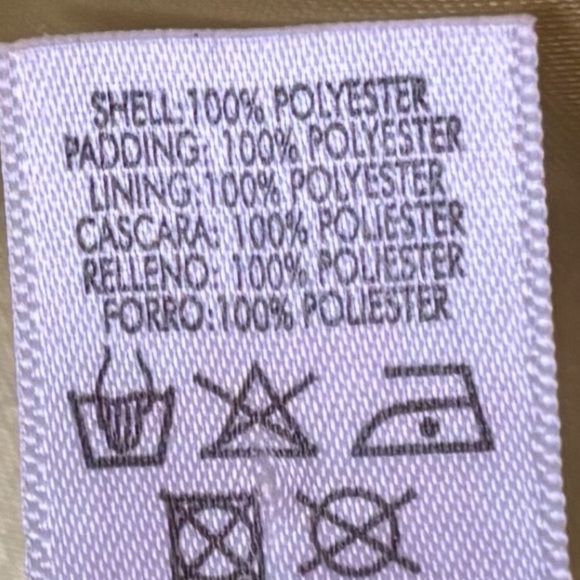 SHELL:100% POLYESTER
PADDING: 100% POLYESTER
LINING:100% POLYESTER
CASCARA: 100% POLIESTER
RELLENO: 100% POLIESTER
FORRO:100% POLIESTER